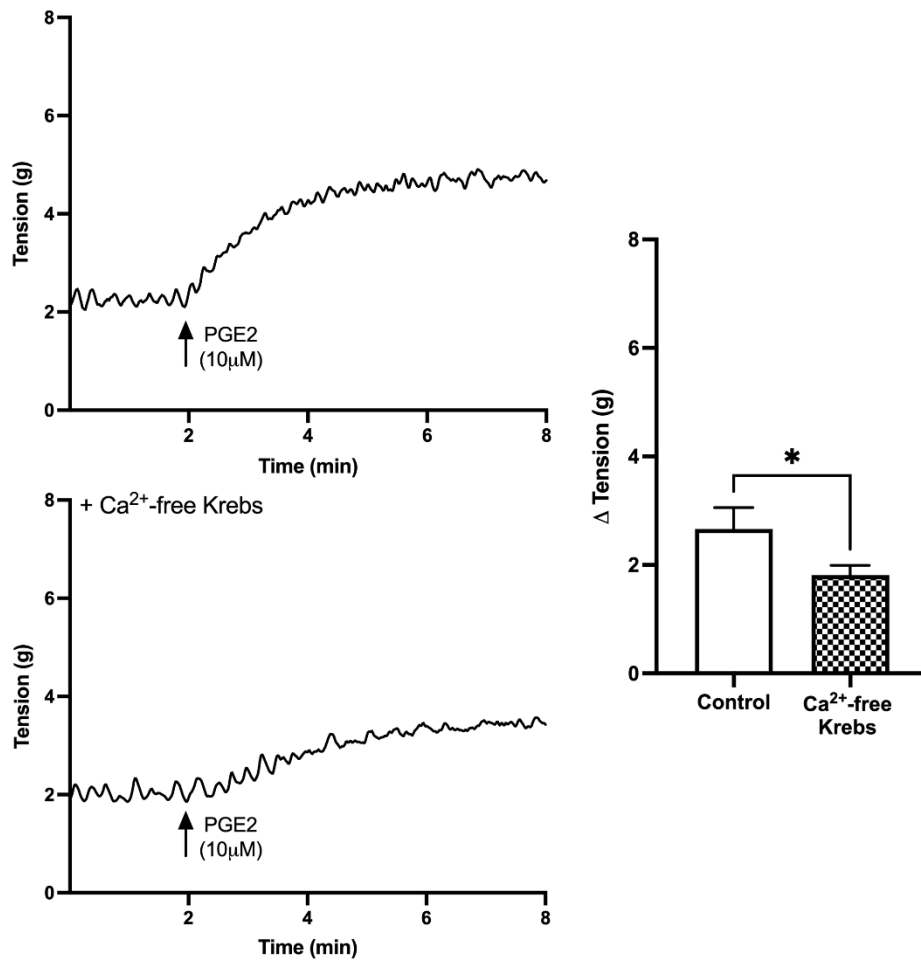 8
6
4
2
0
Tension (g)
PGE2
(10μM)
2
4
6
8
Time (min)
8
6
4
2
0
Tension (g)
+ Ca²⁺-free Krebs
PGE2
(10μM)
2
4
6
8
Time (min)
8
6
4
2
0
Δ Tension (g)
*
Control
Ca²⁺-free
Krebs